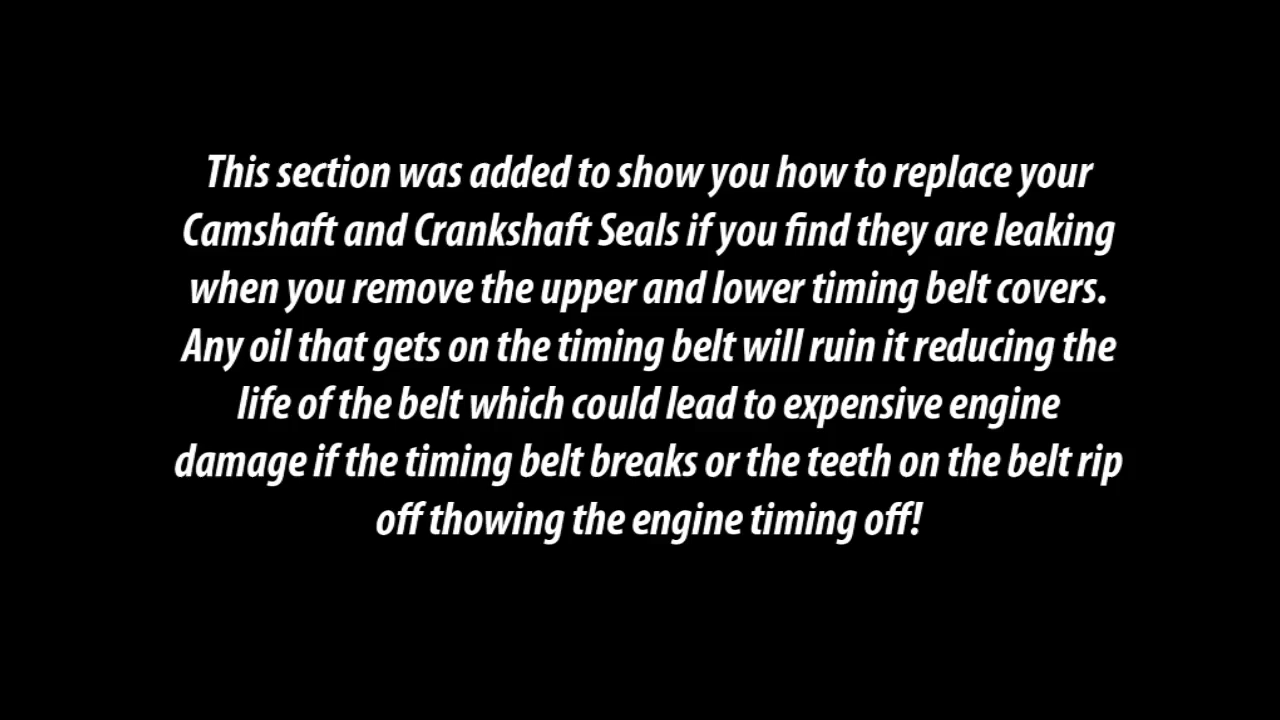 This section was added to show you how to replace your
Camshaft and Crankshaft Seals if you find they are leaking
when you remove the upper and lower timing belt covers.
Any oil that gets on the timing belt will ruin it reducing the
life of the belt which could lead to expensive engine
damage if the timing belt breaks or the teeth on the belt rip
off thowing the engine timing off!